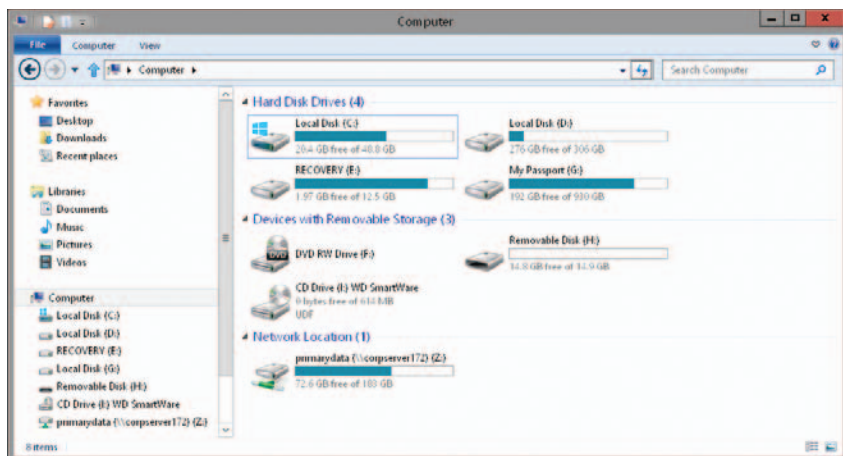 Computer
File Computer View
Computer
Search Computer
Favorites
Desktop
Downloads
Recent places
Libraries
Documents
Music
Pictures
Videos
Computer
Local Disk (C:)
Local Disk (D:)
RECOVERY (E:)
Local Disk (G:)
Removable Disk (H:)
CD Drive (I:) WD SmartWare
primarydata (\\corpserver172) (Z:)
Hard Disk Drives (4)
Local Disk (C:)
20.4 GB free of 40.8 GB
Local Disk (D:)
276 GB free of 306 GB
RECOVERY (E:)
1.97 GB free of 12.5 GB
My Passport (G:)
192 GB free of 930 GB
Devices with Removable Storage (3)
DVD RW Drive (F:)
Removable Disk (H:)
14.8 GB free of 14.9 GB
CD Drive (I:) WD SmartWare
0 bytes free of 614 MB
UDF
Network Location (1)
primarydata (\\corpserver172) (Z:)
72.6 GB free of 103 GB
8 items